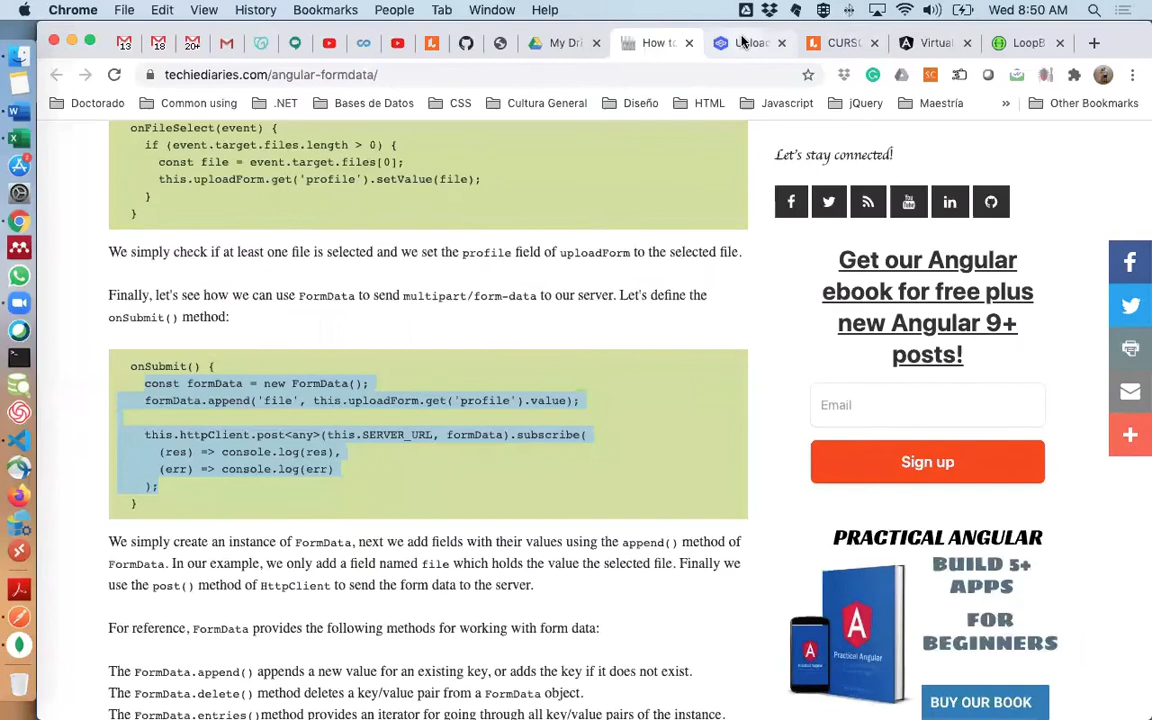 Chrome File Edit View History Bookmarks People Tab Window Help Wed 8:50 AM
13 18 20+ My Dri How to Upload CURSO Virtual LoopB
techiediaries.com/angular-formdata/
Doctorado Common using .NET Bases de Datos CSS Cultura General Diseño HTML Javascript jQuery Maestría » Other Bookmarks
onFileSelect(event) {
if (event.target.files.length > 0) {
const file = event.target.files[0];
this.uploadForm.get('profile').setValue(file);
}
}
We simply check if at least one file is selected and we set the profile field of uploadForm to the selected file.
Finally, let's see how we can use FormData to send multipart/form-data to our server. Let's define the
onSubmit() method:
onSubmit() {
const formData = new FormData();
formData.append('file', this.uploadForm.get('profile').value);
this.httpClient.post<any>(this.SERVER_URL, formData).subscribe(
(res) => console.log(res),
(err) => console.log(err)
);
}
We simply create an instance of FormData, next we add fields with their values using the append() method of
FormData. In our example, we only add a field named file which holds the value the selected file. Finally we
use the post() method of HttpClient to send the form data to the server.
For reference, FormData provides the following methods for working with form data:
The FormData.append() appends a new value for an existing key, or adds the key if it does not exist.
The FormData.delete() method deletes a key/value pair from a FormData object.
The FormData.entries()method provides an iterator for going through all key/value pairs of the instance.
Let's stay connected!
Get our Angular
ebook for free plus
new Angular 9+
posts!
Email
Sign up
PRACTICAL ANGULAR
BUILD 5+
APPS
FOR
BEGINNERS
Practical Angular
BUY OUR BOOK